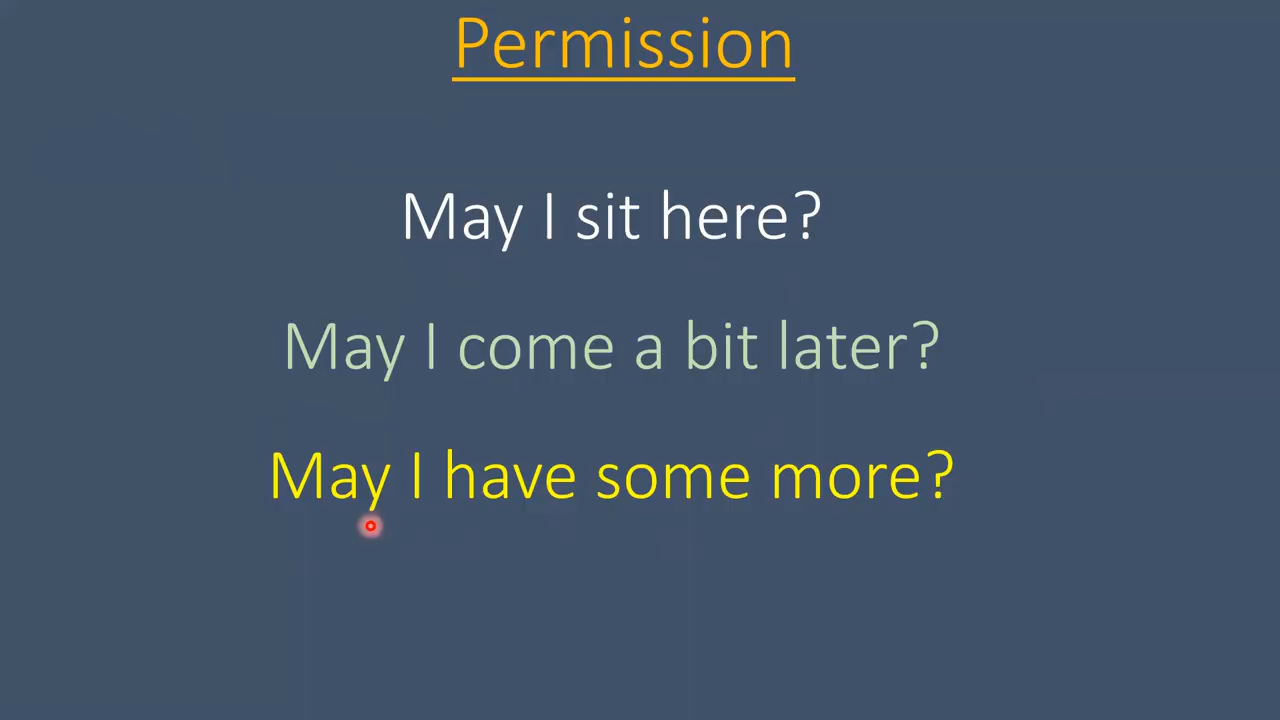 Permission
May I sit here?
May I come a bit later?
May I have some more?